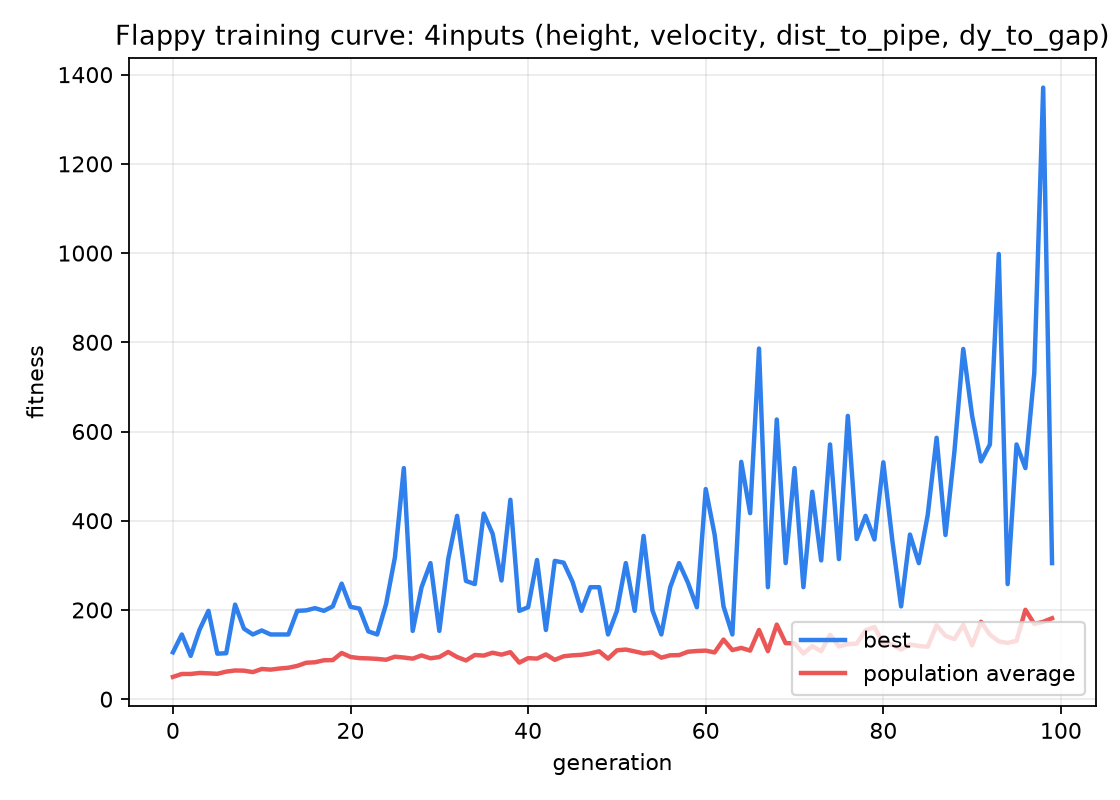 Flappy training curve: 4inputs (height, velocity, dist_to_pipe, dy_to_gap)
1400
1200
1000
800
600
400
200
0
fitness
best
population average
0 20 40 60 80 100
generation